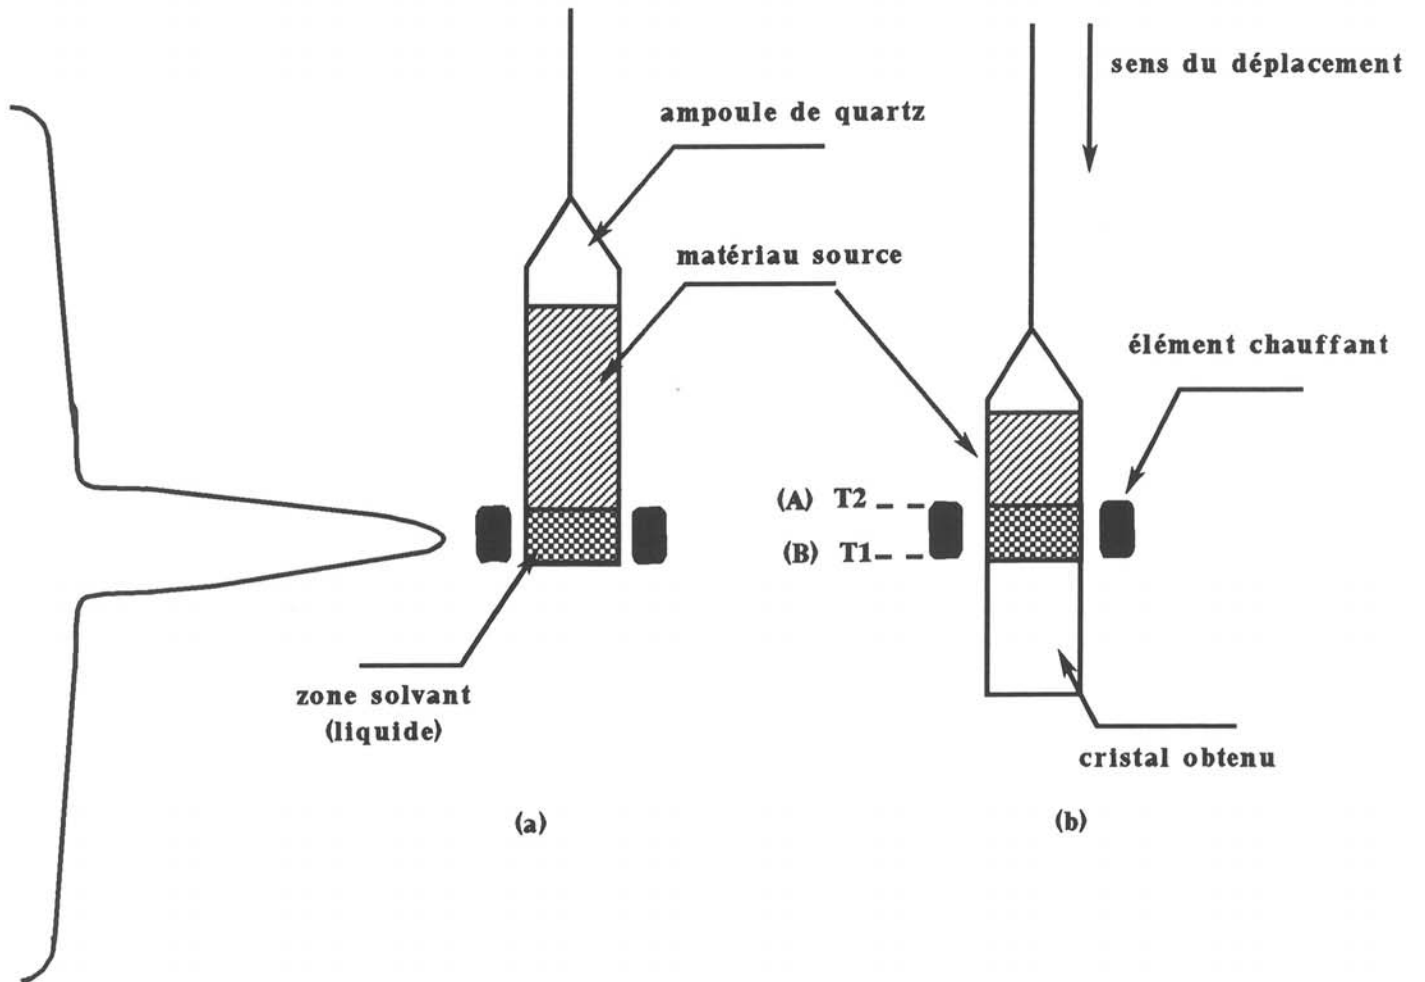 sens du déplacement
ampoule de quartz
matériau source
élément chauffant
(A) T2
(B) T1
zone solvant
(liquide)
cristal obtenu
(a)
(b)